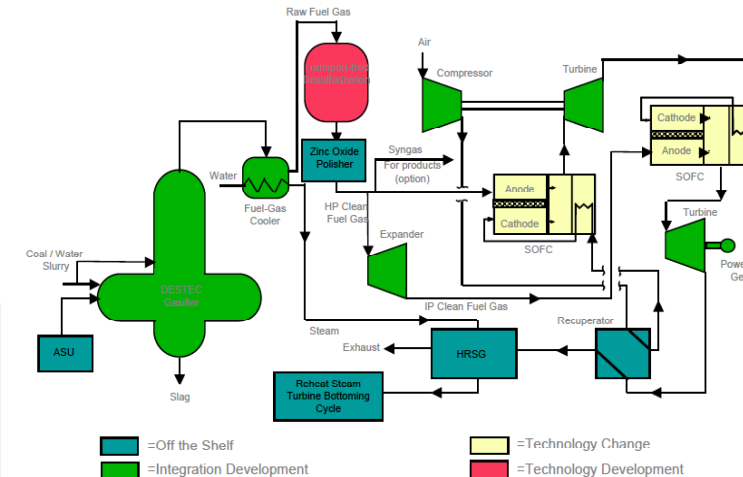 Raw Fuel Gas
Air
Compressor
Turbine
Transport-Bed
Desulfurization
Cathode
Anode
SOFC
Zinc Oxide
Polisher
Syngas
For products
(option)
Water
Fuel-Gas
Cooler
HP Clean
Fuel Gas
Anode
Cathode
SOFC
Turbine
Expander
Coal / Water
Slurry
DESTEC
Gasifier
IP Clean Fuel Gas
Recuperator
Steam
ASU
Exhaust
HRSG
Slag
Reheat Steam
Turbine Bottoming
Cycle
=Off the Shelf
=Technology Change
=Integration Development
=Technology Development